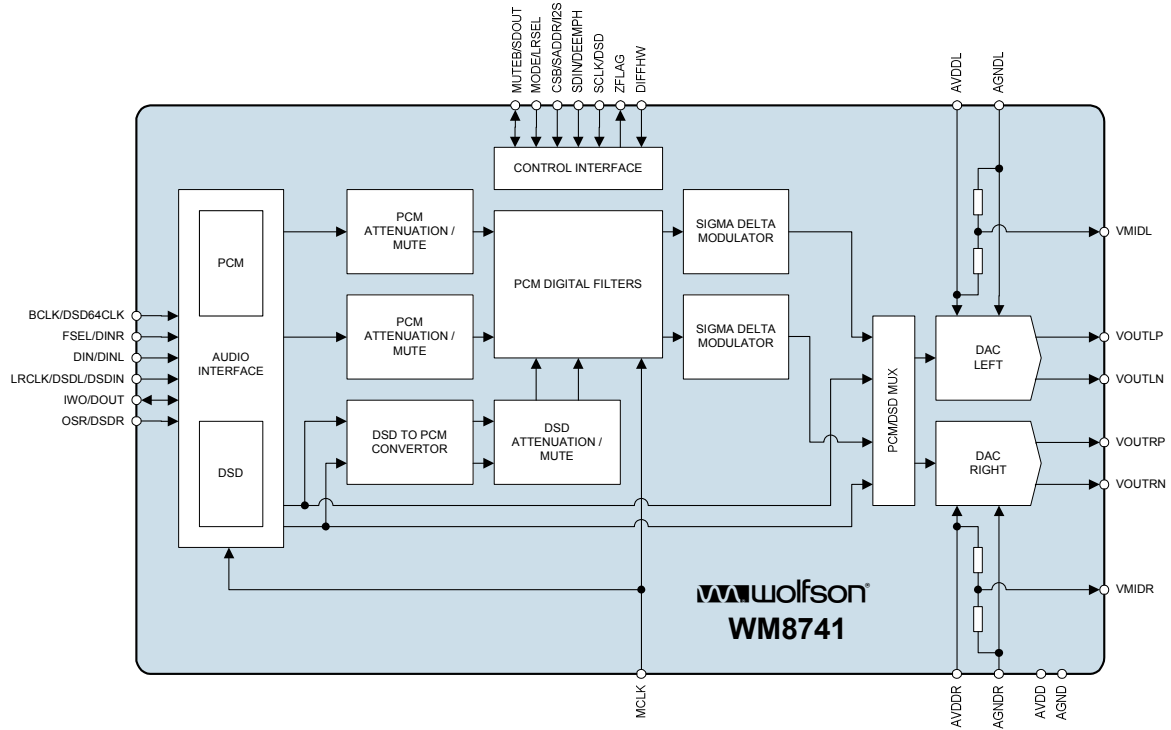 MUTEB/SDOUT
MODE/LRSEL
CSB/SADDR/I2S
SDIN/DEEMPH
SCLK/DSD
ZFLAG
DIFFHW
AVDDL
AGNDL
CONTROL INTERFACE
PCM
PCM
ATTENUATION /
MUTE
PCM DIGITAL FILTERS
SIGMA DELTA
MODULATOR
VMIDL
BCLK/DSD64CLK
FSEL/DINR
DIN/DINL
LRCLK/DSDL/DSDIN
IWO/DOUT
OSR/DSDR
AUDIO
INTERFACE
PCM
ATTENUATION /
MUTE
SIGMA DELTA
MODULATOR
PCM/DSD MUX
DAC
LEFT
VOUTLP
VOUTLN
DSD
DSD TO PCM
CONVERTOR
DSD
ATTENUATION /
MUTE
DAC
RIGHT
VOUTRP
VOUTRN
wolfson®
WM8741
VMIDR
MCLK
AVDDR
AGNDR
AVDD
AGND